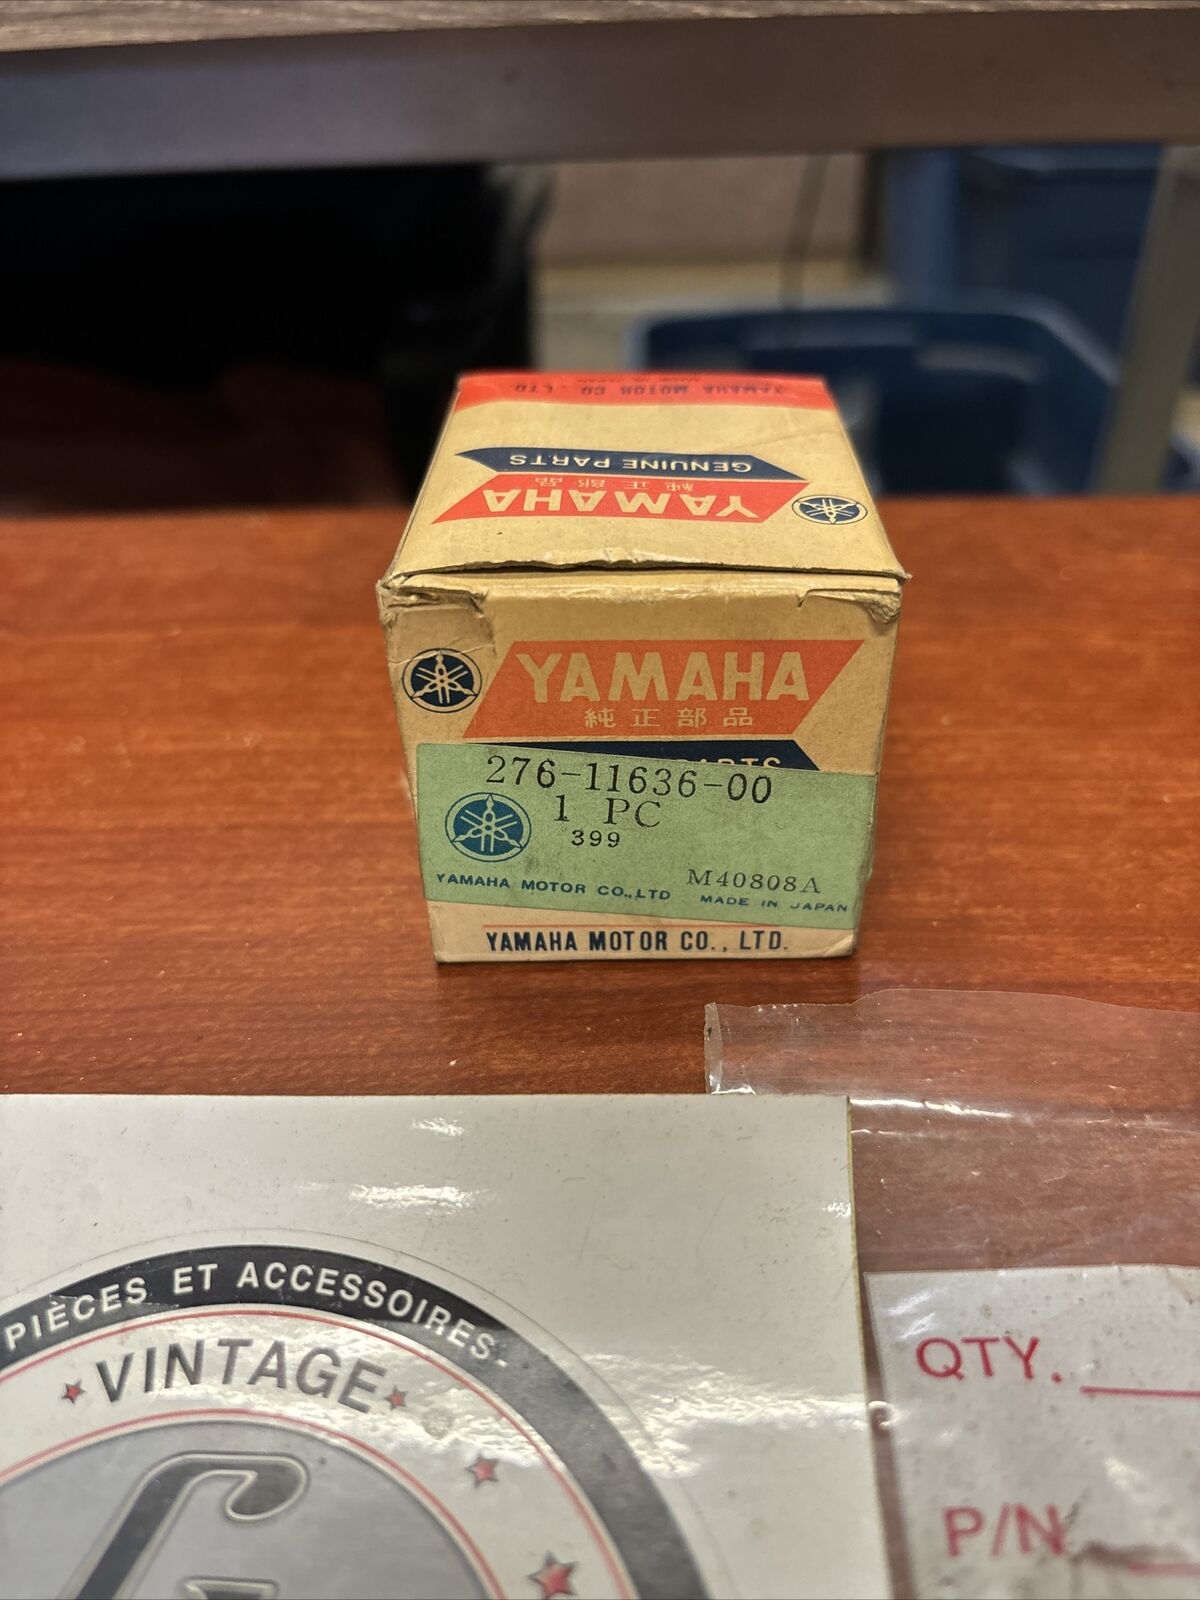 YAMAHA MOTOR CO., LTD.
GENUINE PARTS
純正部品
YAMAHA
YAMAHA
純正部品
PARTS
276-11636-00
1 PC
399
M40808A
YAMAHA MOTOR CO.,LTD
MADE IN JAPAN
YAMAHA MOTOR CO., LTD.
PIÈCES ET ACCESSOIRES-
VINTAGE
QTY.
P/N